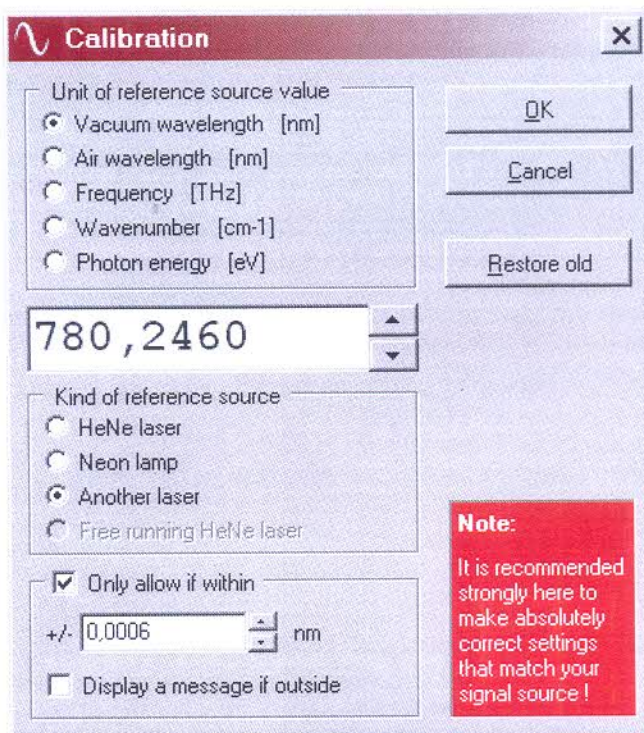 Calibration
Unit of reference source value
Vacuum wavelength [nm]
Air wavelength [nm]
Frequency [THz]
Wavenumber [cm-1]
Photon energy [eV]
OK
Cancel
Restore old
780,2460
Kind of reference source
HeNe laser
Neon lamp
Another laser
Free running HeNe laser
Only allow if within
+/- 0,0006 nm
Display a message if outside
Note:
It is recommended
strongly here to
make absolutely
correct settings
that match your
signal source !